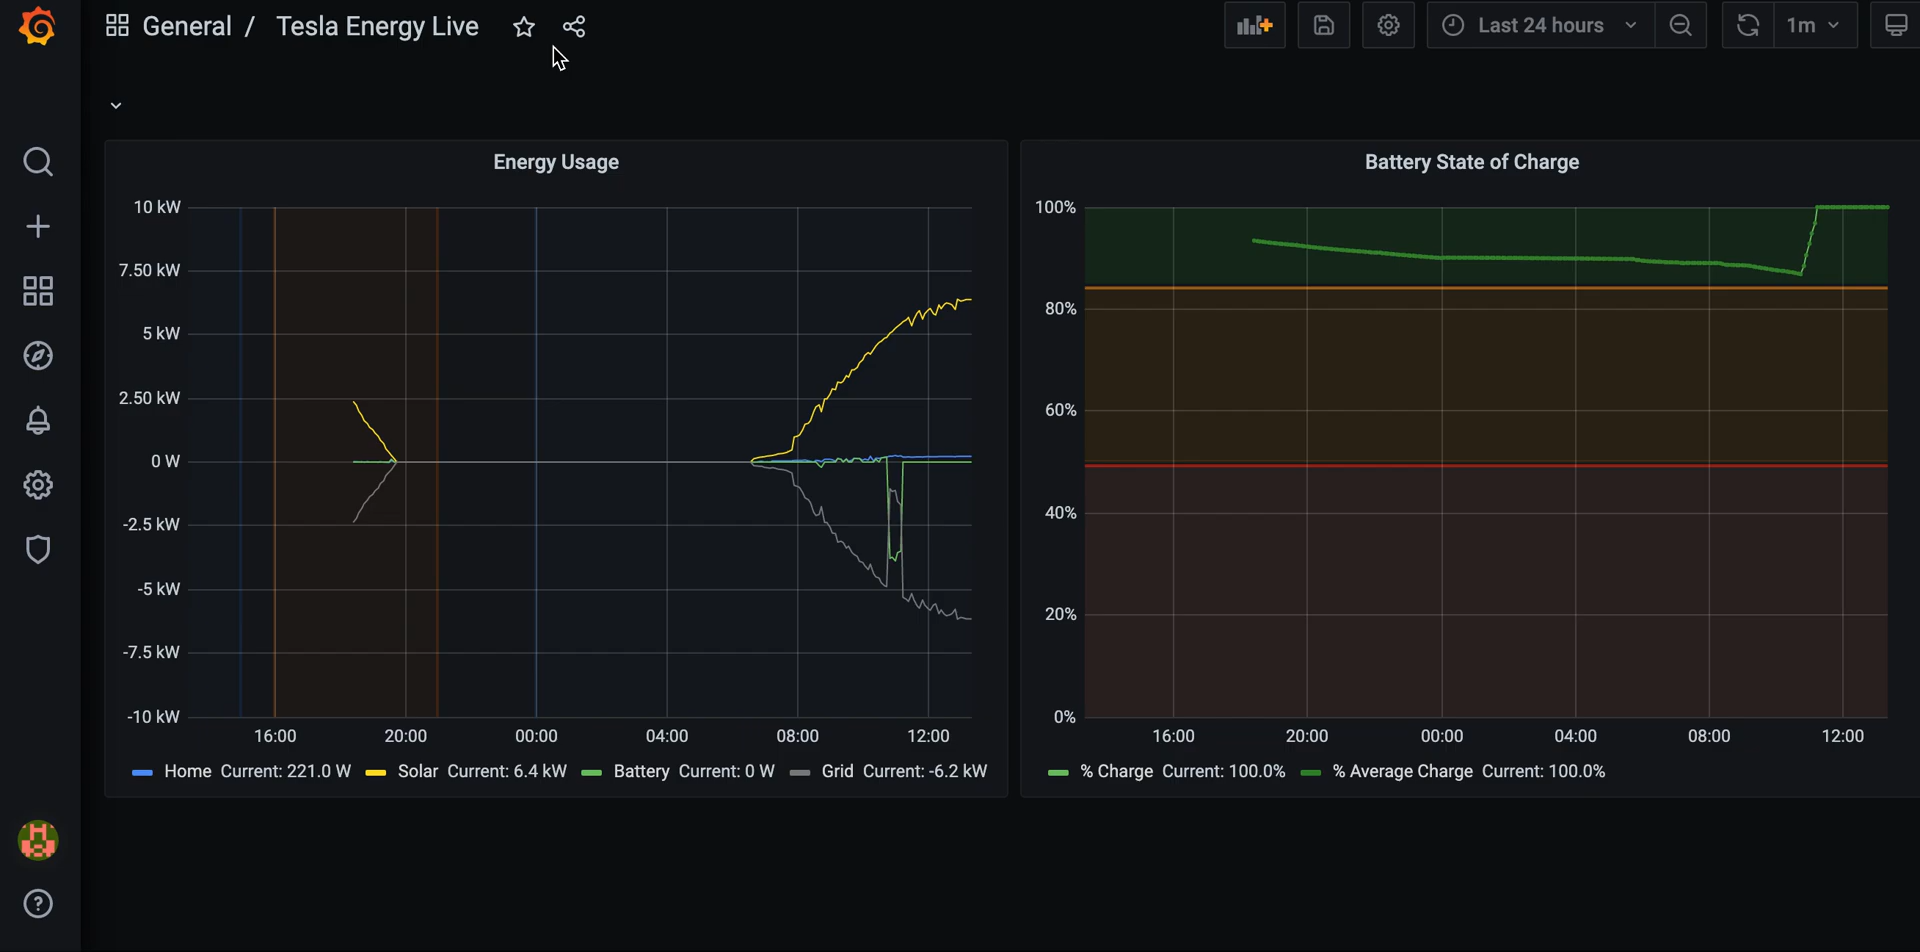 General / Tesla Energy Live
Last 24 hours
1m
Energy Usage
10 kW
7.50 kW
5 kW
2.50 kW
0 W
-2.5 kW
-5 kW
-7.5 kW
-10 kW
16:00 20:00 00:00 04:00 08:00 12:00
Home Current: 221.0 W Solar Current: 6.4 kW Battery Current: 0 W Grid Current: -6.2 kW
Battery State of Charge
100%
80%
60%
40%
20%
0%
16:00 20:00 00:00 04:00 08:00 12:00
% Charge Current: 100.0% % Average Charge Current: 100.0%